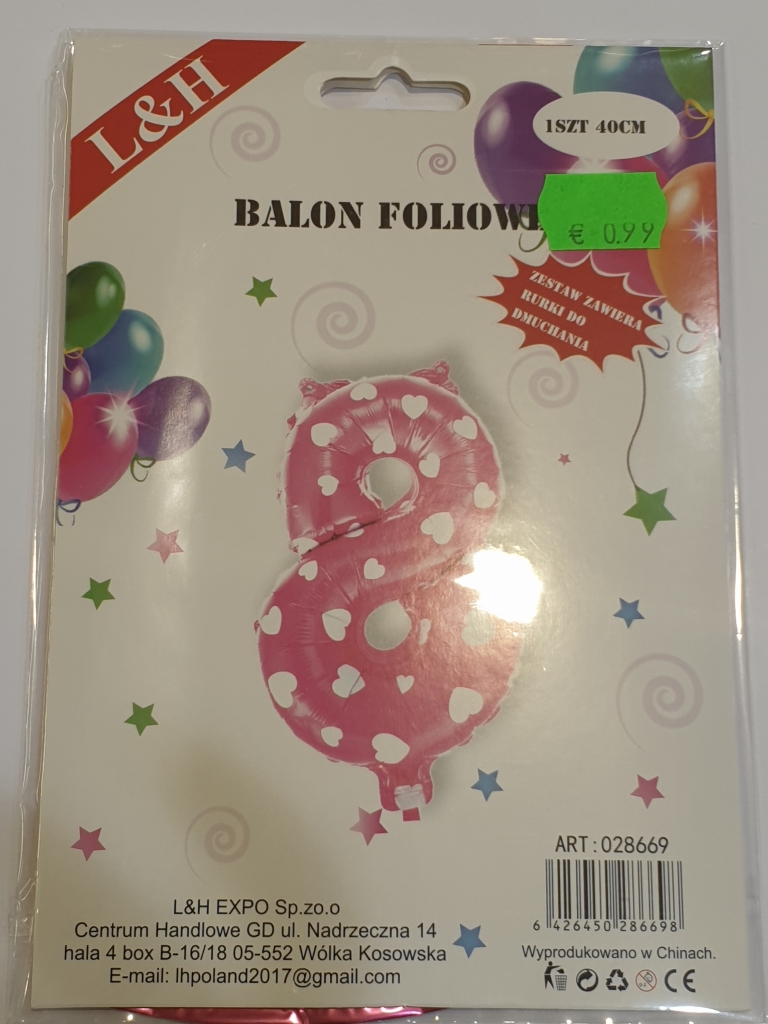 L&H
1SZT 40CM
BALON FOLIOWY
€ 0.99
ZESTAW ZAWIERA
RURKI DO
DMUCHANIA
ART:028669
6 426450 286698
L&H EXPO Sp.zo.o
Centrum Handlowe GD ul. Nadrzeczna 14
hala 4 box B-16/18 05-552 Wólka Kosowska
E-mail: lhpoland2017@gmail.com
Wyprodukowano w Chinach.
CE